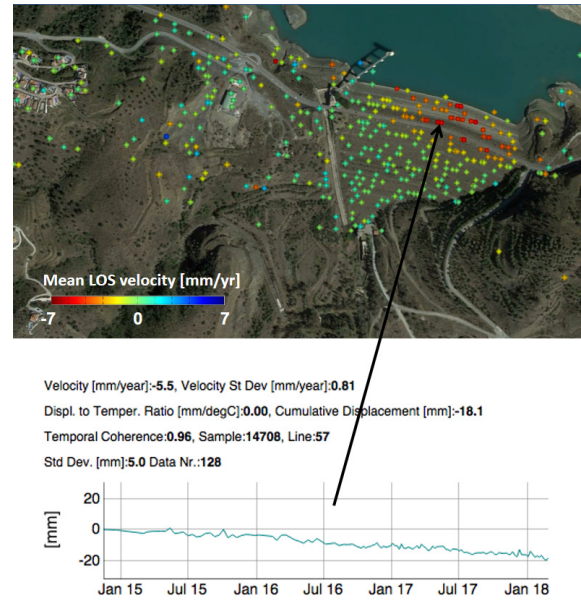 Mean LOS velocity [mm/yr]
-7 0 7
Velocity [mm/year]:-5.5, Velocity St Dev [mm/year]:0.81
Displ. to Temper. Ratio [mm/degC]:0.00, Cumulative Displacement [mm]:-18.1
Temporal Coherence:0.96, Sample:14708, Line:57
Std Dev. [mm]:5.0 Data Nr.:128
[mm]
20
0
-20
Jan 15 Jul 15 Jan 16 Jul 16 Jan 17 Jul 17 Jan 18